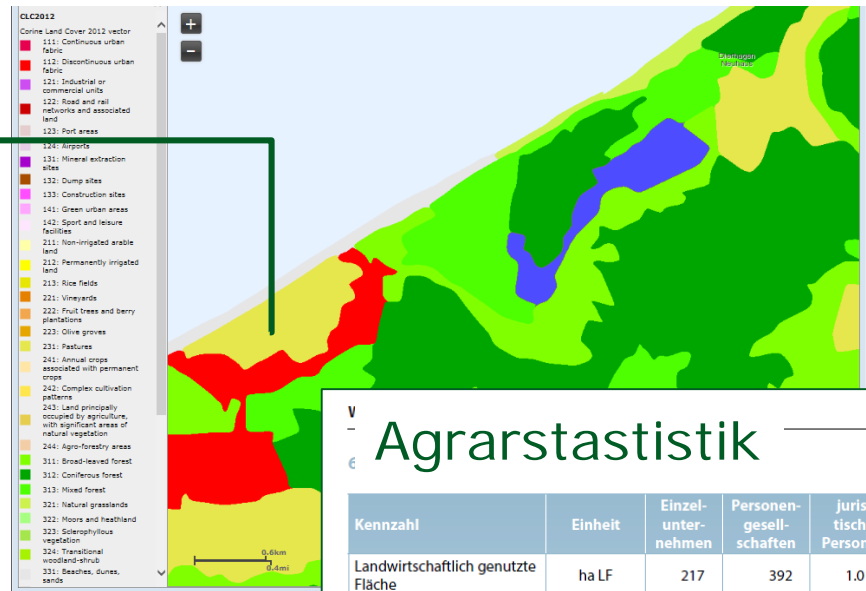 CLC2012
Corine Land Cover 2012 vector
111: Continuous urban
fabric
112: Discontinuous urban
fabric
121: Industrial or
commercial units
122: Road and rail
networks and associated
land
123: Port areas
124: Airports
131: Mineral extraction
sites
132: Dump sites
133: Construction sites
141: Green urban areas
142: Sport and leisure
facilities
211: Non-irrigated arable
land
212: Permanently irrigated
land
213: Rice fields
221: Vineyards
222: Fruit trees and berry
plantations
223: Olive groves
231: Pastures
241: Annual crops
associated with permanent
crops
242: Complex cultivation
patterns
243: Land principally
occupied by agriculture,
with significant areas of
natural vegetation
244: Agro-forestry areas
311: Broad-leaved forest
312: Coniferous forest
313: Mixed forest
321: Natural grasslands
322: Moors and heathland
323: Sclerophyllous
vegetation
324: Transitional
woodland-shrub
331: Beaches, dunes,
sands
+
−
Neuhaus
0.6km
0.4mi
Agrarstastistik
Kennzahl Einheit Einzel- Personen- juris
unter- gesell- tisch
nehmen schaften Person
Landwirtschaftlich genutzte
Fläche ha LF 217 392 1.0